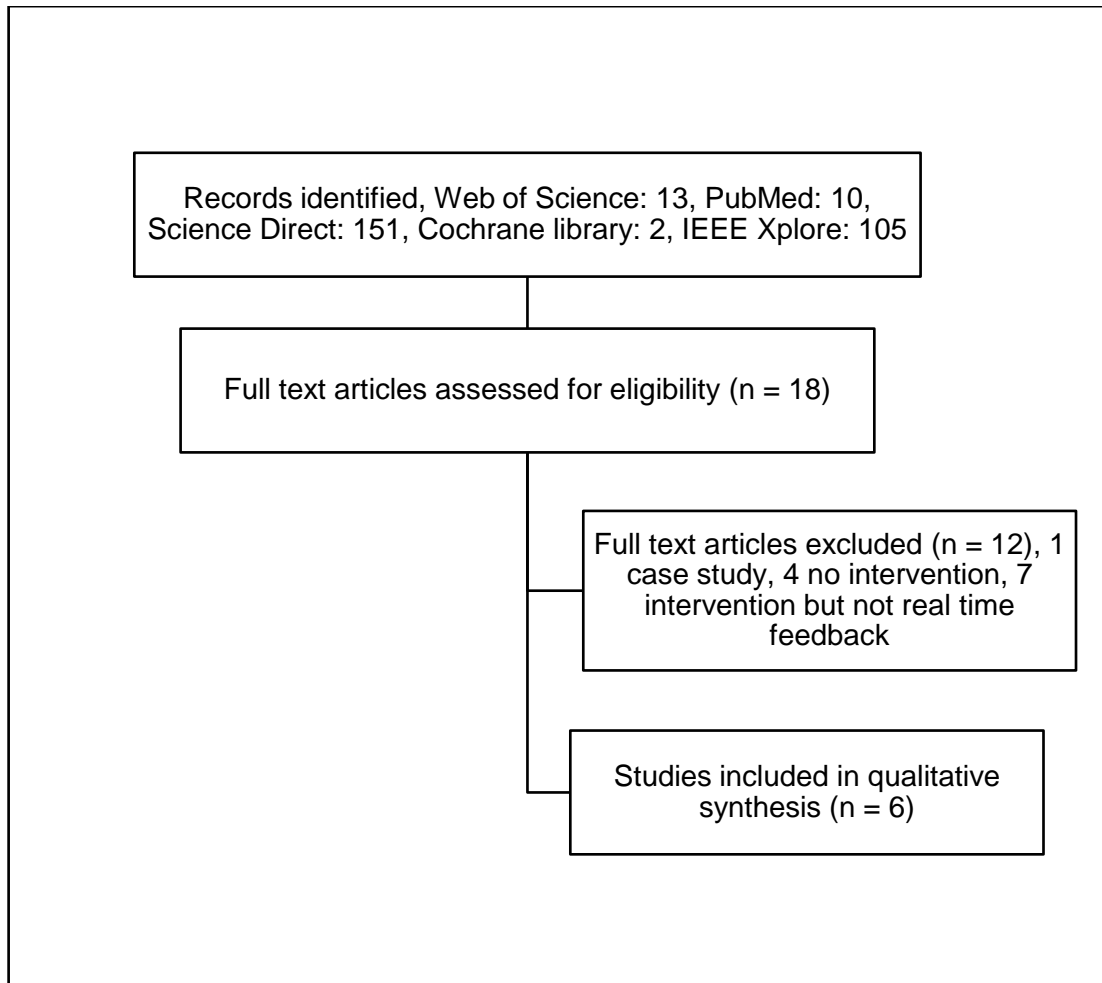 Records identified, Web of Science: 13, PubMed: 10,
Science Direct: 151, Cochrane library: 2, IEEE Xplore: 105
Full text articles assessed for eligibility (n = 18)
Full text articles excluded (n = 12), 1
case study, 4 no intervention, 7
intervention but not real time
feedback
Studies included in qualitative
synthesis (n = 6)